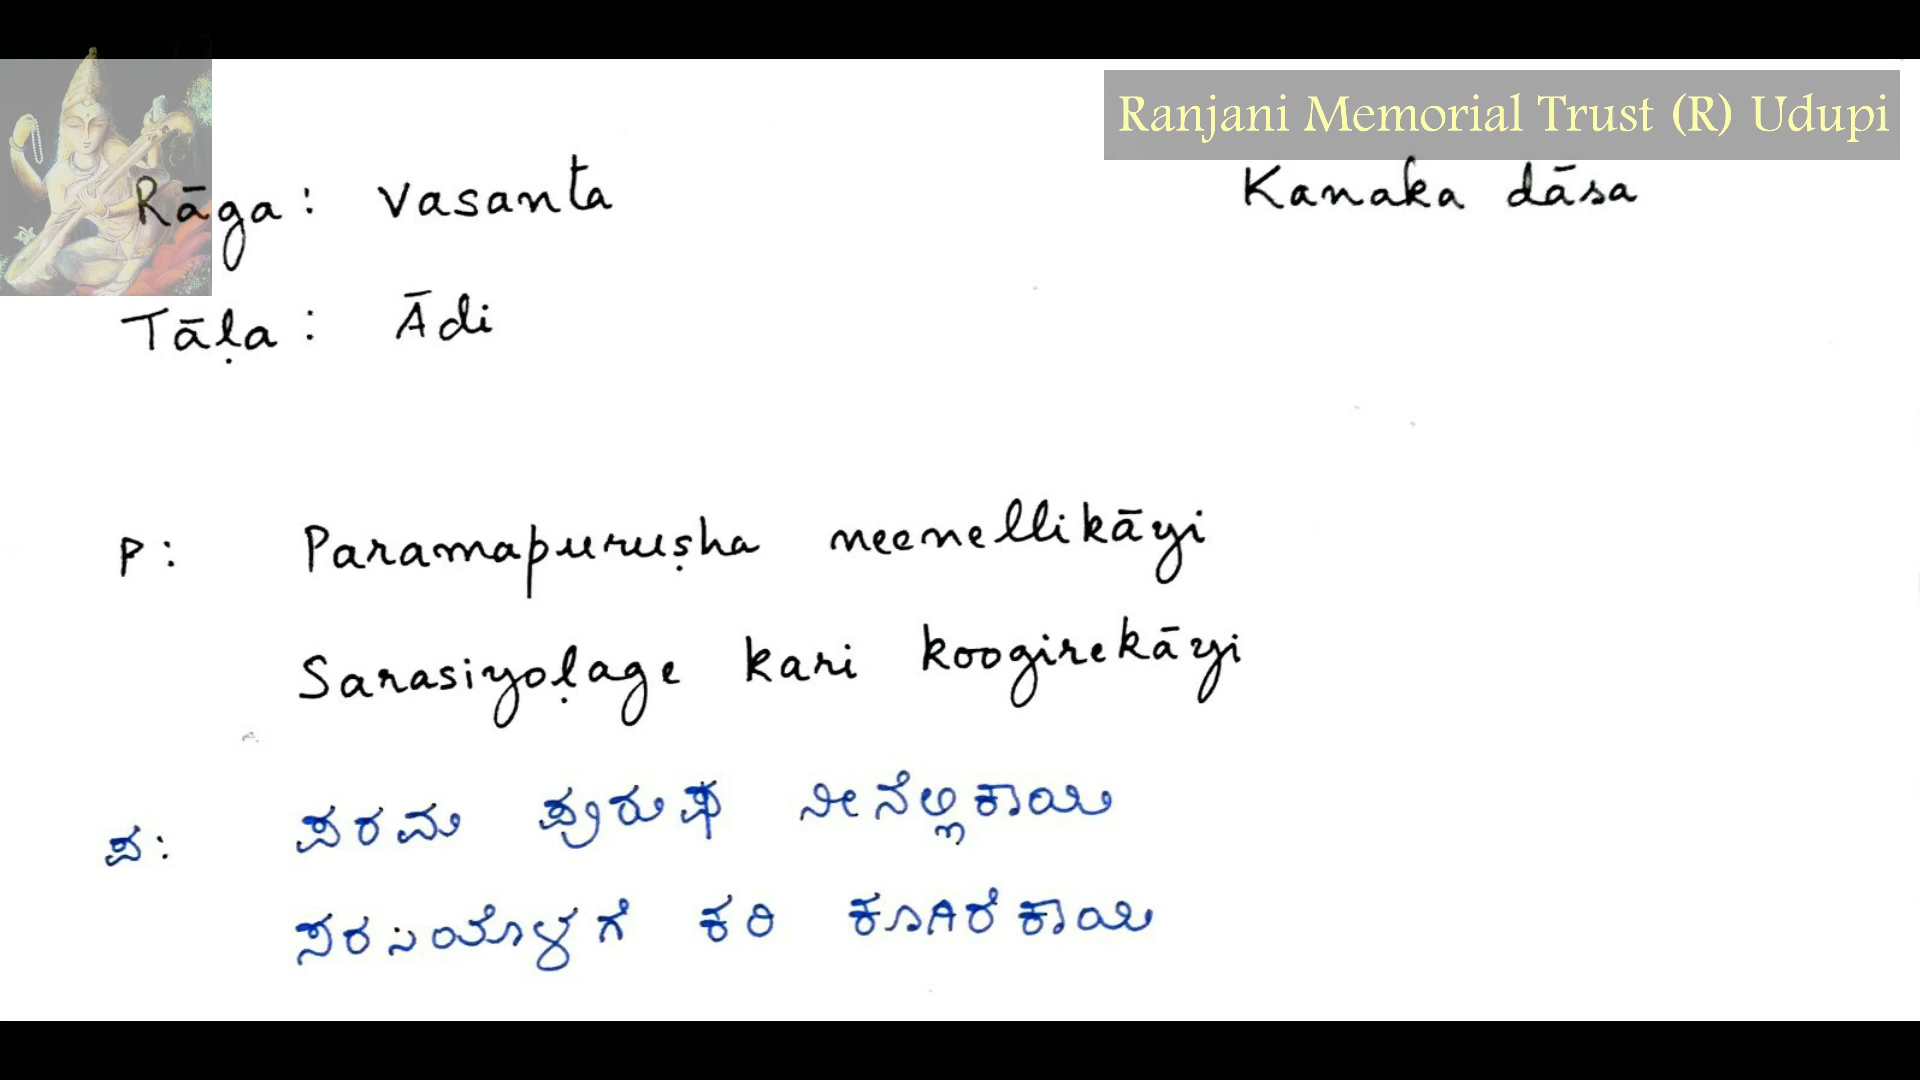 Ranjani Memorial Trust (R) Udupi
Rāga: Vasanta
Kanaka dāsa
Tāḷa: Ādi
P: Paramapuruṣha neenellikāyi
Sarasiyoḷage kari koogirekāyi
ಪ: ಪರಮ ಪುರುಷ ನೀನೆಲ್ಲಿಕಾಯಿ
ಸರಸಿಯೊಳಗೆ ಕರಿ ಕೂಗಿರೆಕಾಯಿ